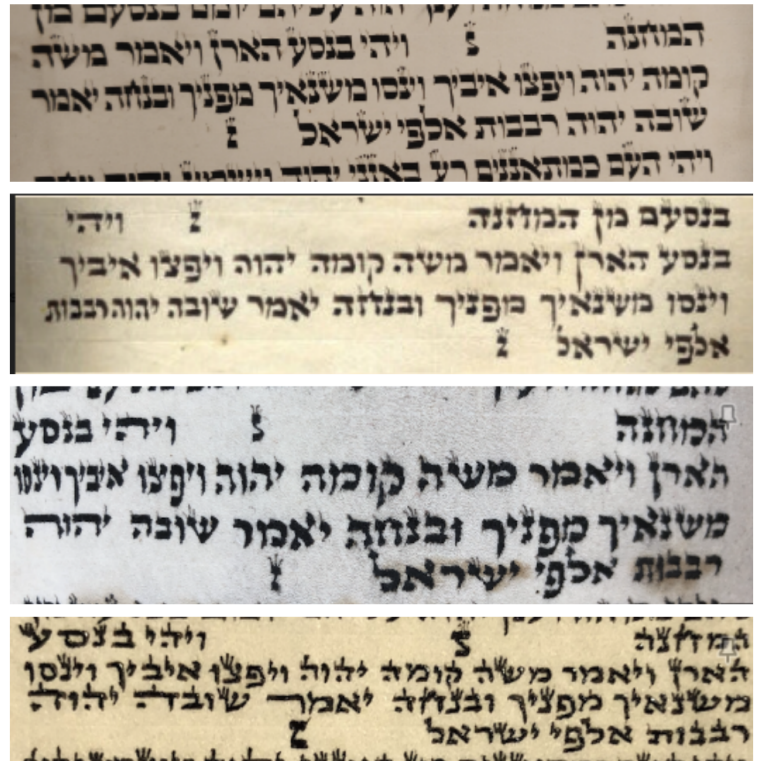 עליהם יומם בנסעם מן
המחנה ׆ ויהי בנסע הארן ויאמר משה
קומה יהוה ויפצו איביך וינסו משנאיך מפניך ובנחה יאמר
שובה יהוה רבבות אלפי ישראל ׆
ויהי העם כמתאננים רע באזני יהוה
בנסעם מן המחנה ׆ ויהי
בנסע הארן ויאמר משה קומה יהוה ויפצו איביך
וינסו משנאיך מפניך ובנחה יאמר שובה יהוה רבבות
אלפי ישראל ׆
המחנה ׆ ויהי בנסע
הארן ויאמר משה קומה יהוה ויפצו איביך וינסו
משנאיך מפניך ובנחה יאמר שובה יהוה
רבבות אלפי ישראל ׆
המחנה ׆ ויהי בנסע
הארן ויאמר משה קומה יהוה ויפצו איביך וינסו
משנאיך מפניך ובנחה יאמר שובה יהוה
רבבות אלפי ישראל ׆